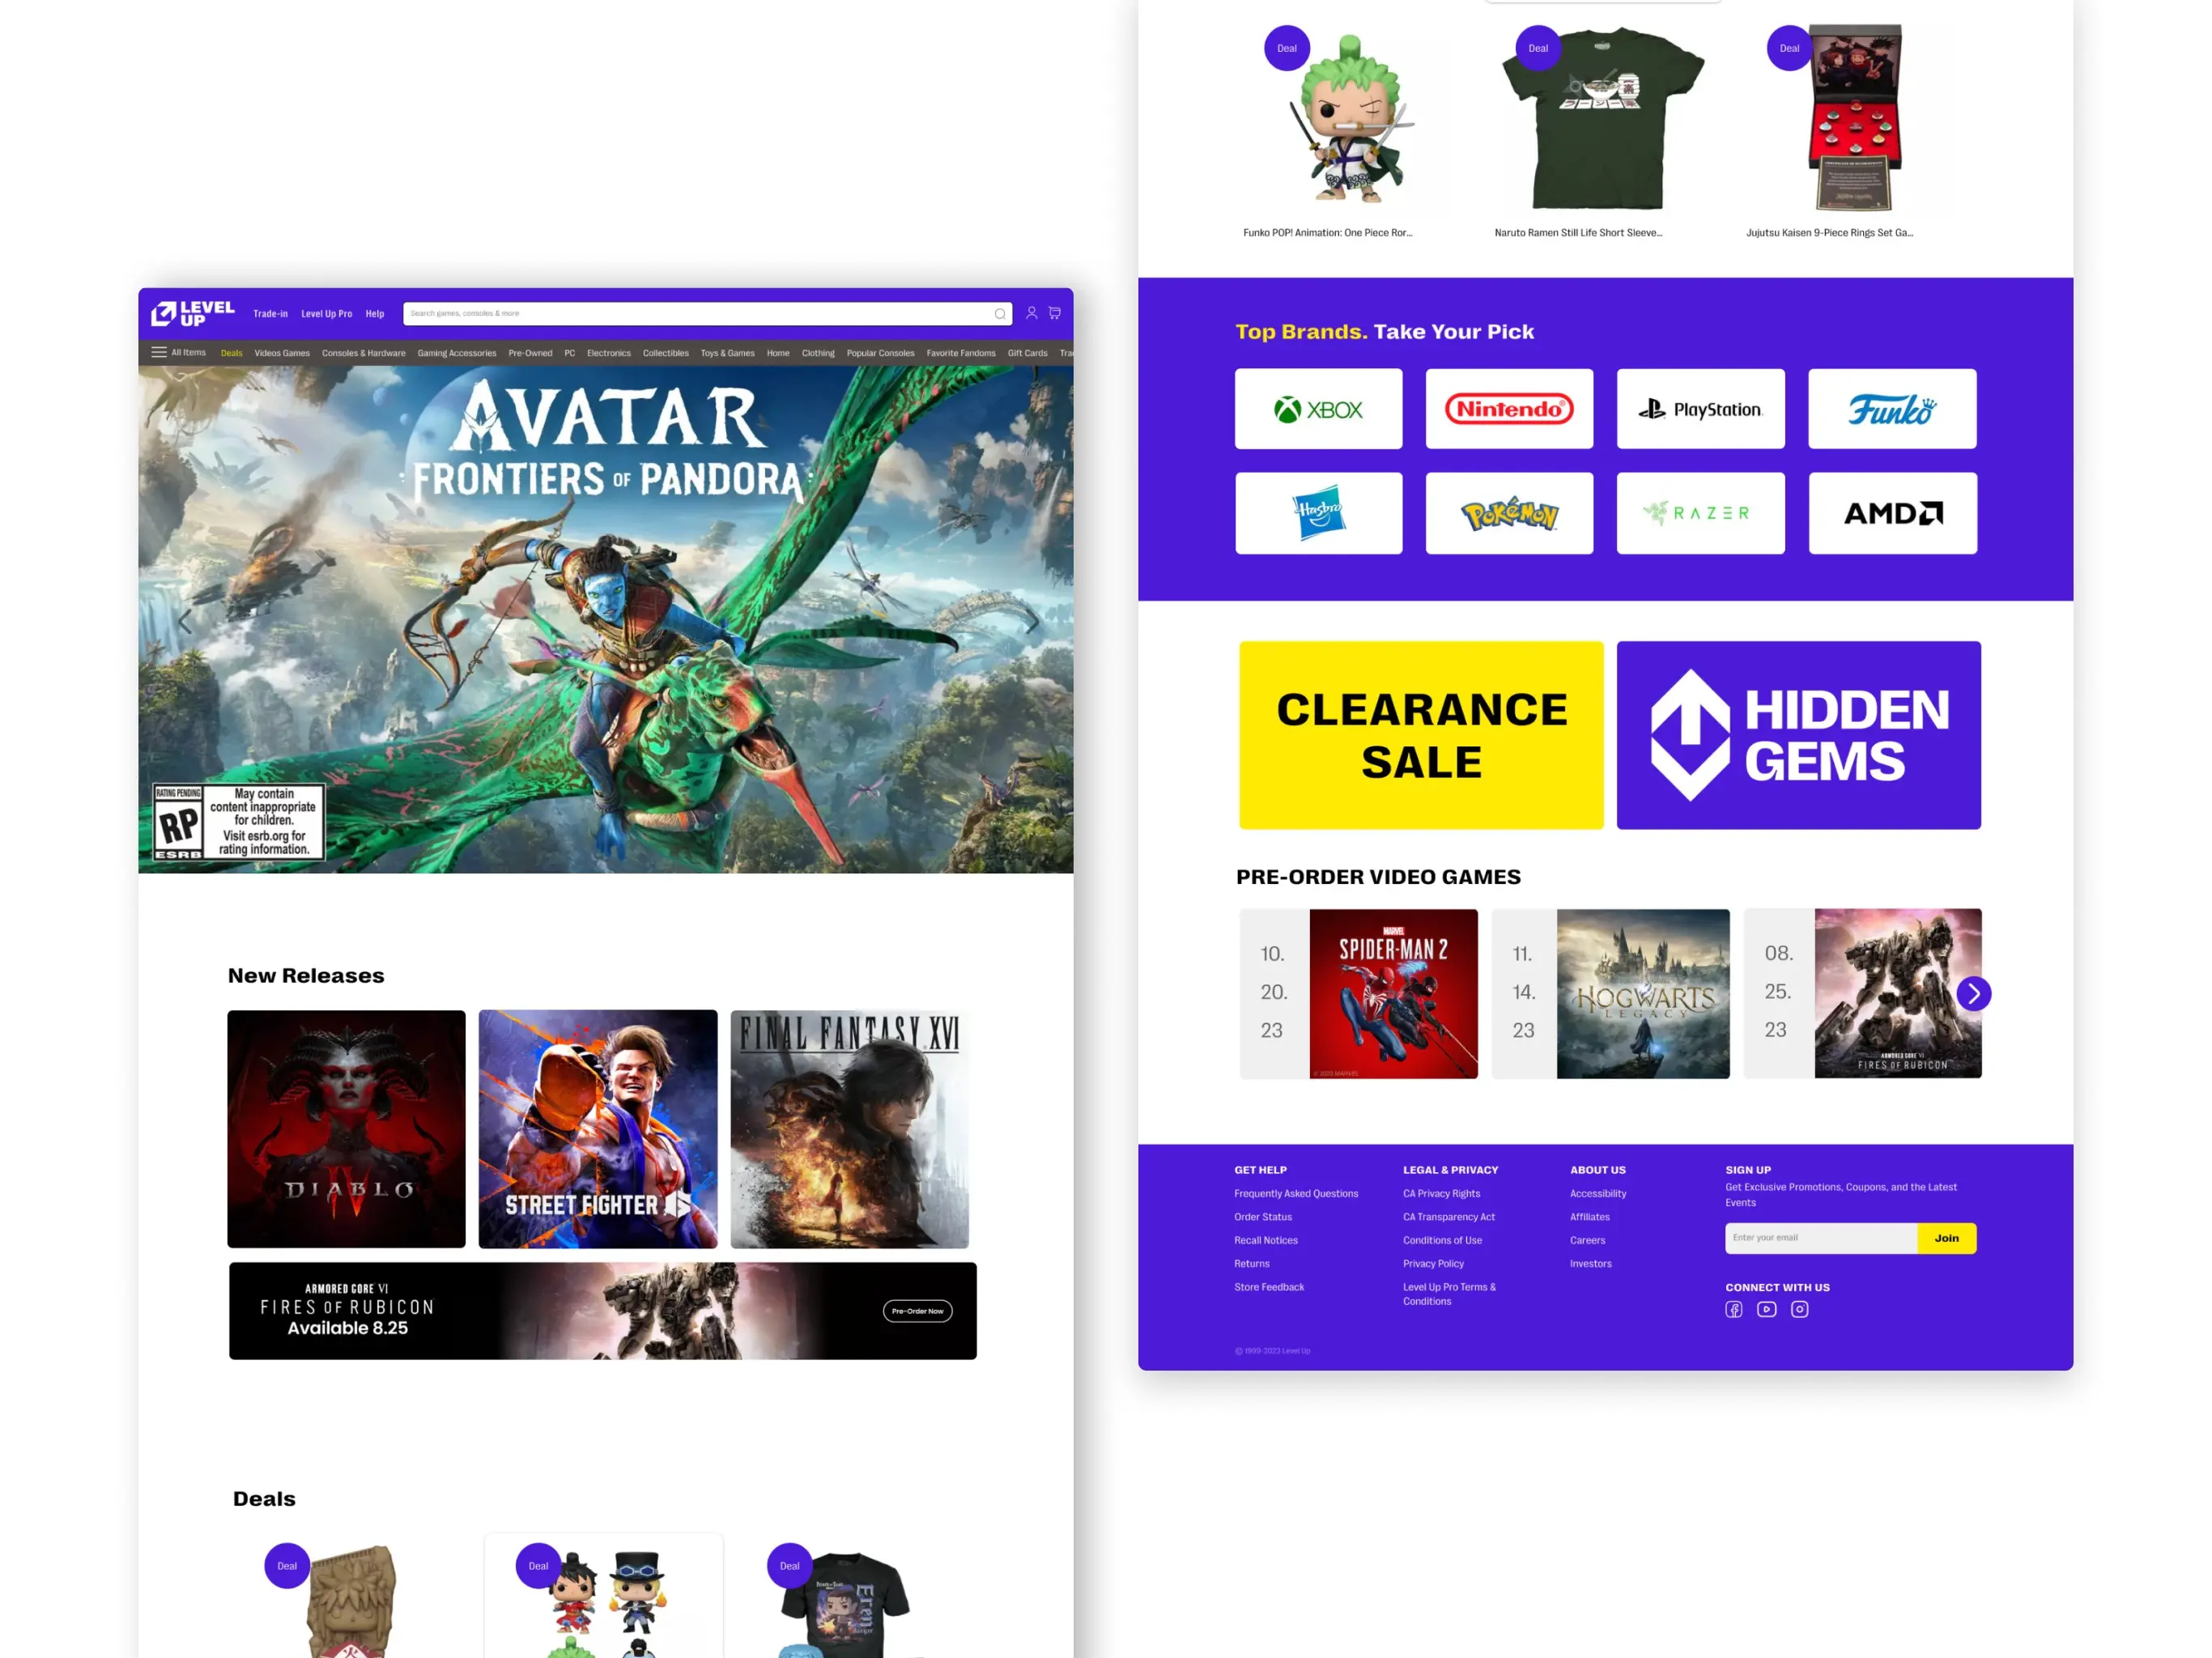 LEVEL
UP
Trade-in
Level Up Pro
Help
Search games, consoles & more
All Items
Deals
Videos Games
Consoles & Hardware
Gaming Accessories
Pre-Owned
PC
Electronics
Collectibles
Toys & Games
Home
Clothing
Popular Consoles
Favorite Fandoms
Gift Cards
Tra
AVATAR
FRONTIERS OF PANDORA
RATING PENDING
RP
ESRB
May contain
content inappropriate
for children.
Visit esrb.org for
rating information.
New Releases
DIABLO
IV
STREET FIGHTER 6
FINAL FANTASY XVI
ARMORED CORE VI
FIRES OF RUBICON
Available 8.25
Pre-Order Now
Deals
Deal
Deal
Deal
Eren
Deal
Deal
Deal
Funko POP! Animation: One Piece Ror...
Naruto Ramen Still Life Short Sleeve...
Jujutsu Kaisen 9-Piece Rings Set Ga...
Top Brands. Take Your Pick
XBOX
Nintendo®
PlayStation
Funko
Hasbro
POKéMON
RAZER
AMD
CLEARANCE
SALE
HIDDEN
GEMS
PRE-ORDER VIDEO GAMES
10.
20.
23
MARVEL
SPIDER-MAN 2
© 2023 MARVEL
11.
14.
23
HOGWARTS
LEGACY
08.
25.
23
ARMORED CORE VI
FIRES OF RUBICON
GET HELP
Frequently Asked Questions
Order Status
Recall Notices
Returns
Store Feedback
LEGAL & PRIVACY
CA Privacy Rights
CA Transparency Act
Conditions of Use
Privacy Policy
Level Up Pro Terms &
Conditions
ABOUT US
Accessibility
Affiliates
Careers
Investors
SIGN UP
Get Exclusive Promotions, Coupons, and the Latest
Events
Enter your email
Join
CONNECT WITH US
© 1999-2023 Level Up